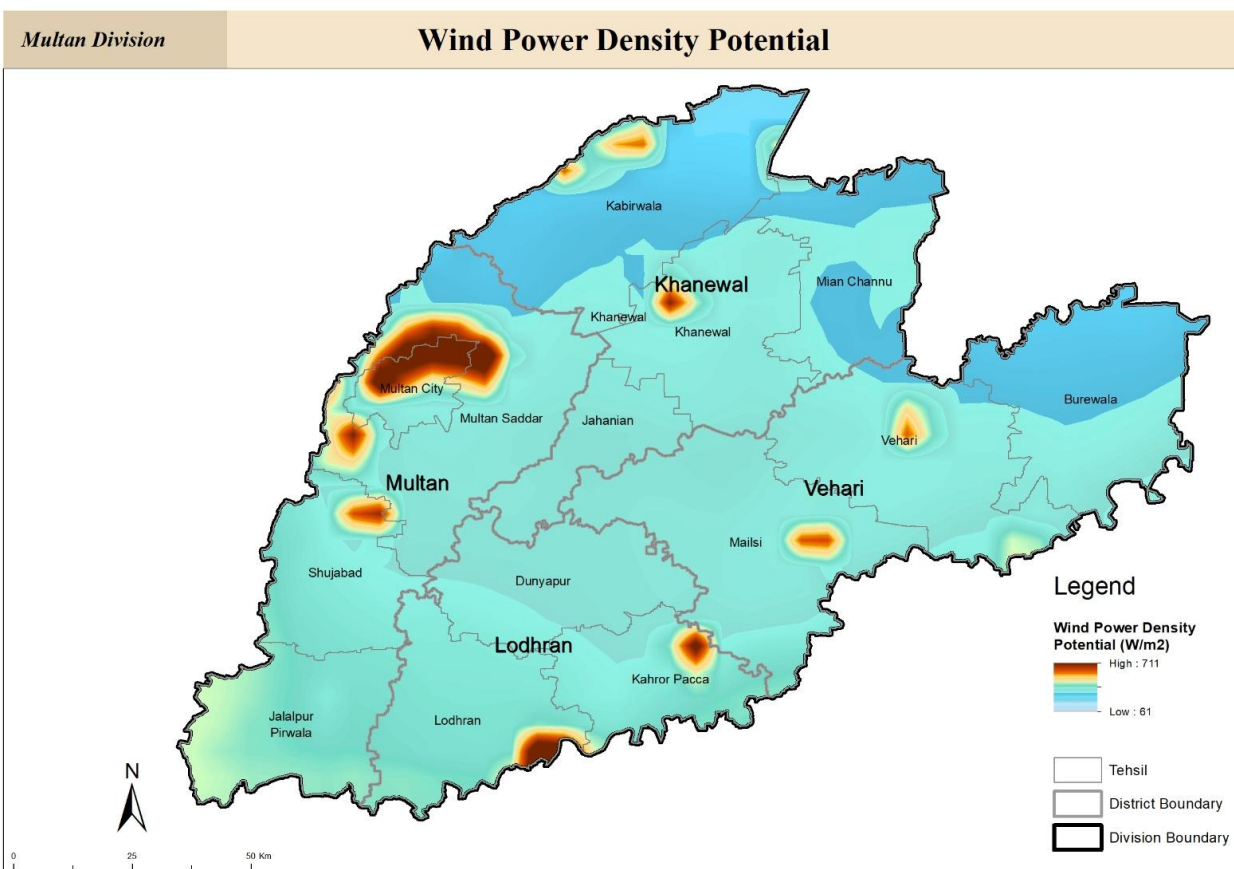 Multan Division
Wind Power Density Potential
Kabirwala
Khanewal
Mian Channu
Khanewal
Khanewal
Multan City
Multan Saddar
Jahanian
Burewala
Vehari
Multan
Vehari
Mailsi
Shujabad
Dunyapur
Lodhran
Kahror Pacca
Jalalpur
Pirwala
Lodhran
N
0
25
50 Km
Legend
Wind Power Density
Potential (W/m2)
High : 711
Low : 61
Tehsil
District Boundary
Division Boundary